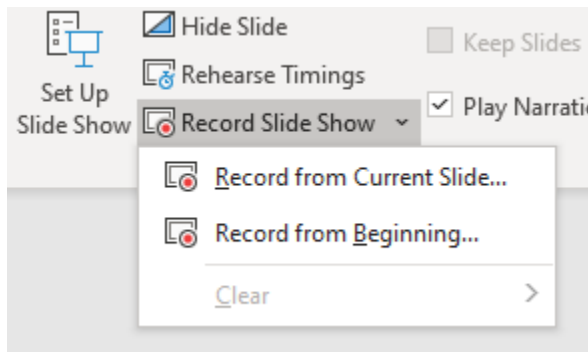 Set Up
Slide Show
Hide Slide
Rehearse Timings
Record Slide Show
Keep Slides
Play Narrati
Record from Current Slide...
Record from Beginning...
Clear